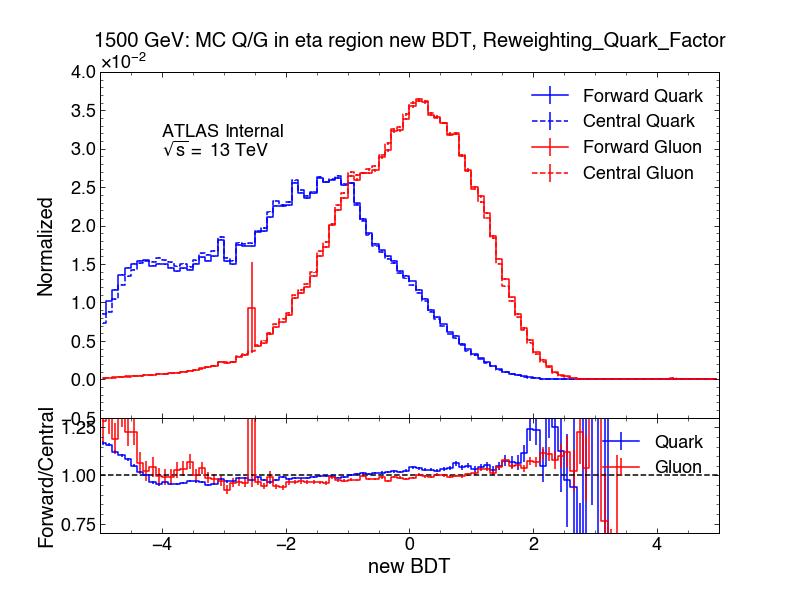 1500 GeV: MC Q/G in eta region new BDT, Reweighting_Quark_Factor
×10⁻²
4.0
3.5
3.0
2.5
2.0
1.5
1.0
0.5
0.0
−0.5
Normalized
ATLAS Internal
√s = 13 TeV
Forward Quark
Central Quark
Forward Gluon
Central Gluon
1.25
1.00
0.75
Forward/Central
Quark
Gluon
−4 −2 0 2 4
new BDT